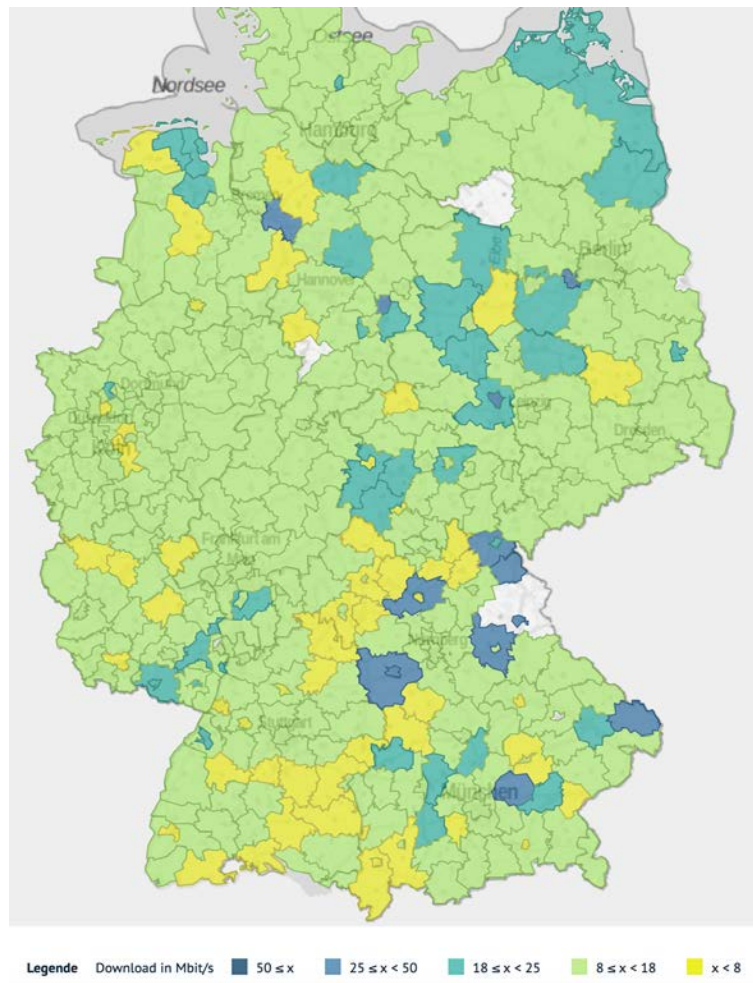 Ostsee
Nordsee
Hamburg
Bremen
Berlin
Elbe
Hannover
Dortmund
Düsseldorf
Köln
Leipzig
Dresden
Frankfurt am
Main
Nürnberg
Stuttgart
München
Legende Download in Mbit/s 50 ≤ x 25 ≤ x < 50 18 ≤ x < 25 8 ≤ x < 18 x < 8